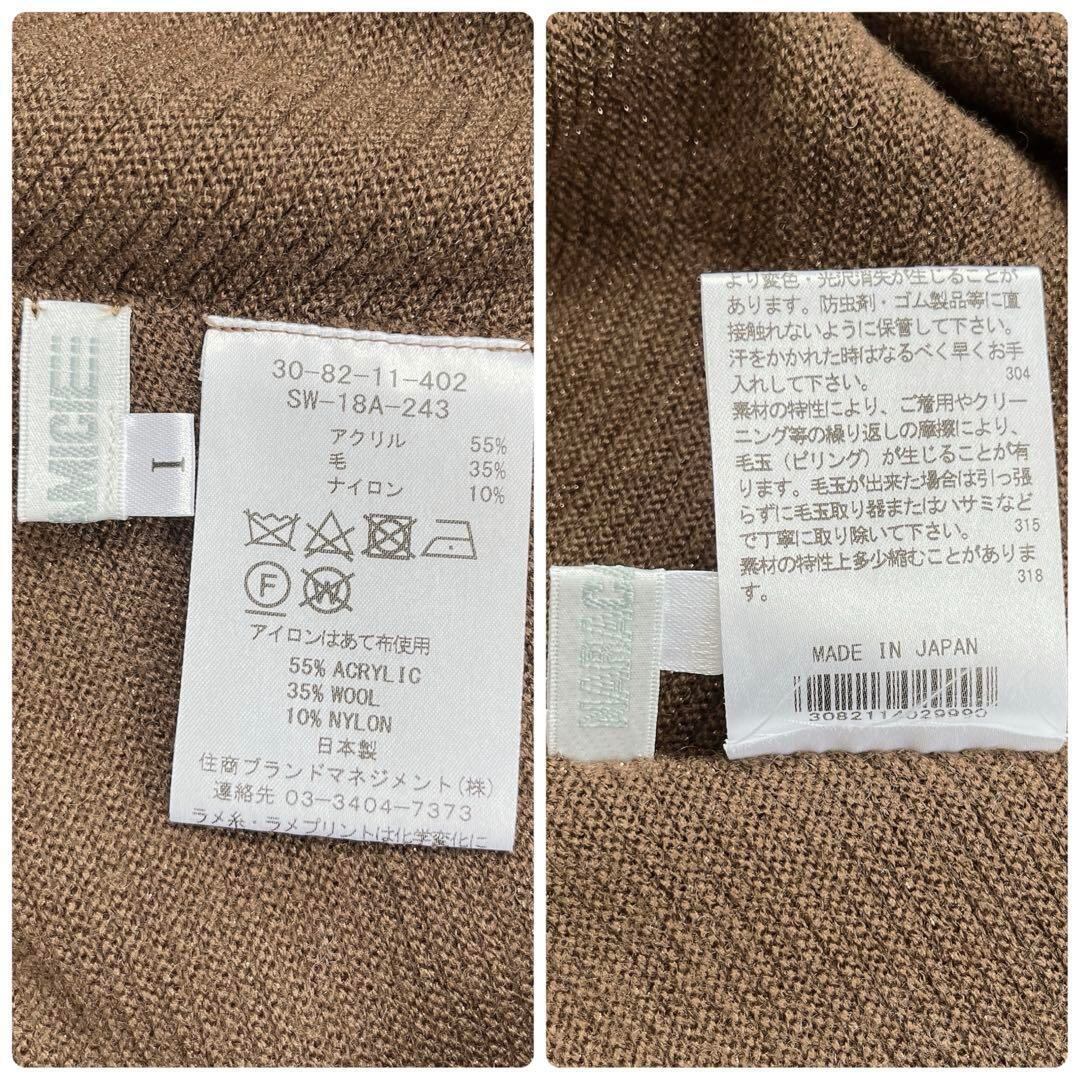 AMICEE
I
30-82-11-402
SW-18A-243
アクリル 55%
毛 35%
ナイロン 10%
F
W
アイロンはあて布使用
55% ACRYLIC
35% WOOL
10% NYLON
日本製
住商ブランドマネジメント(株)
連絡先 03-3404-7373
ラメ糸・ラメプリントは化学変化に
より変色・光沢消失が生じることが
あります。防虫剤・ゴム製品等に直
接触れないように保管して下さい。
汗をかかれた時はなるべく早くお手
入れして下さい。 304
素材の特性により、ご着用やクリー
ニング等の繰り返しの摩擦により、
毛玉(ピリング)が生じることが有
ります。毛玉が出来た場合は引っ張
らずに毛玉取り器またはハサミなど
で丁寧に取り除いて下さい。 315
素材の特性上多少縮むことがありま
す。 318
MADE IN JAPAN